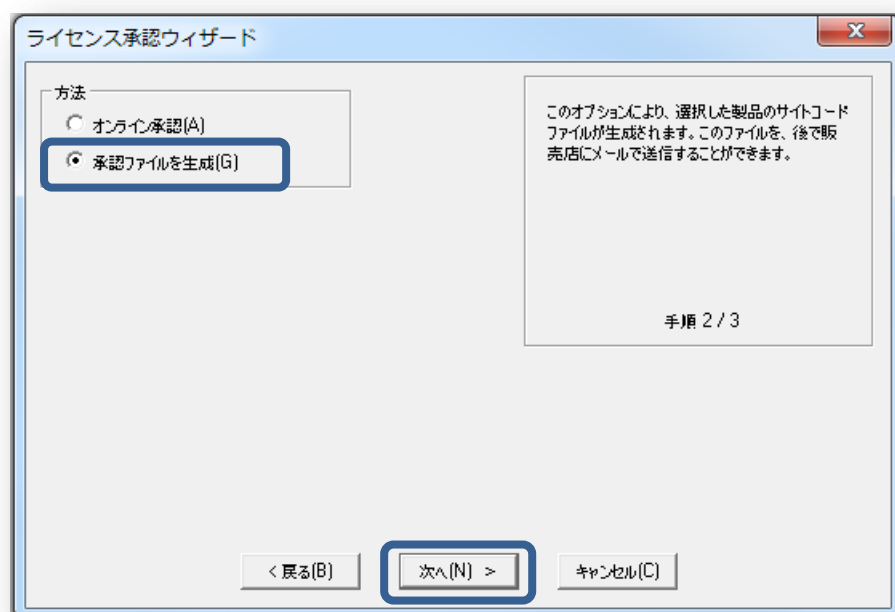 ライセンス承認ウィザード
方法
オンライン承認(A)
承認ファイルを生成(G)
このオプションにより、選択した製品のサイトコード
ファイルが生成されます。このファイルを、後で販
売店にメールで送信することができます。
手順 2 / 3
< 戻る(B)
次へ(N) >
キャンセル(C)